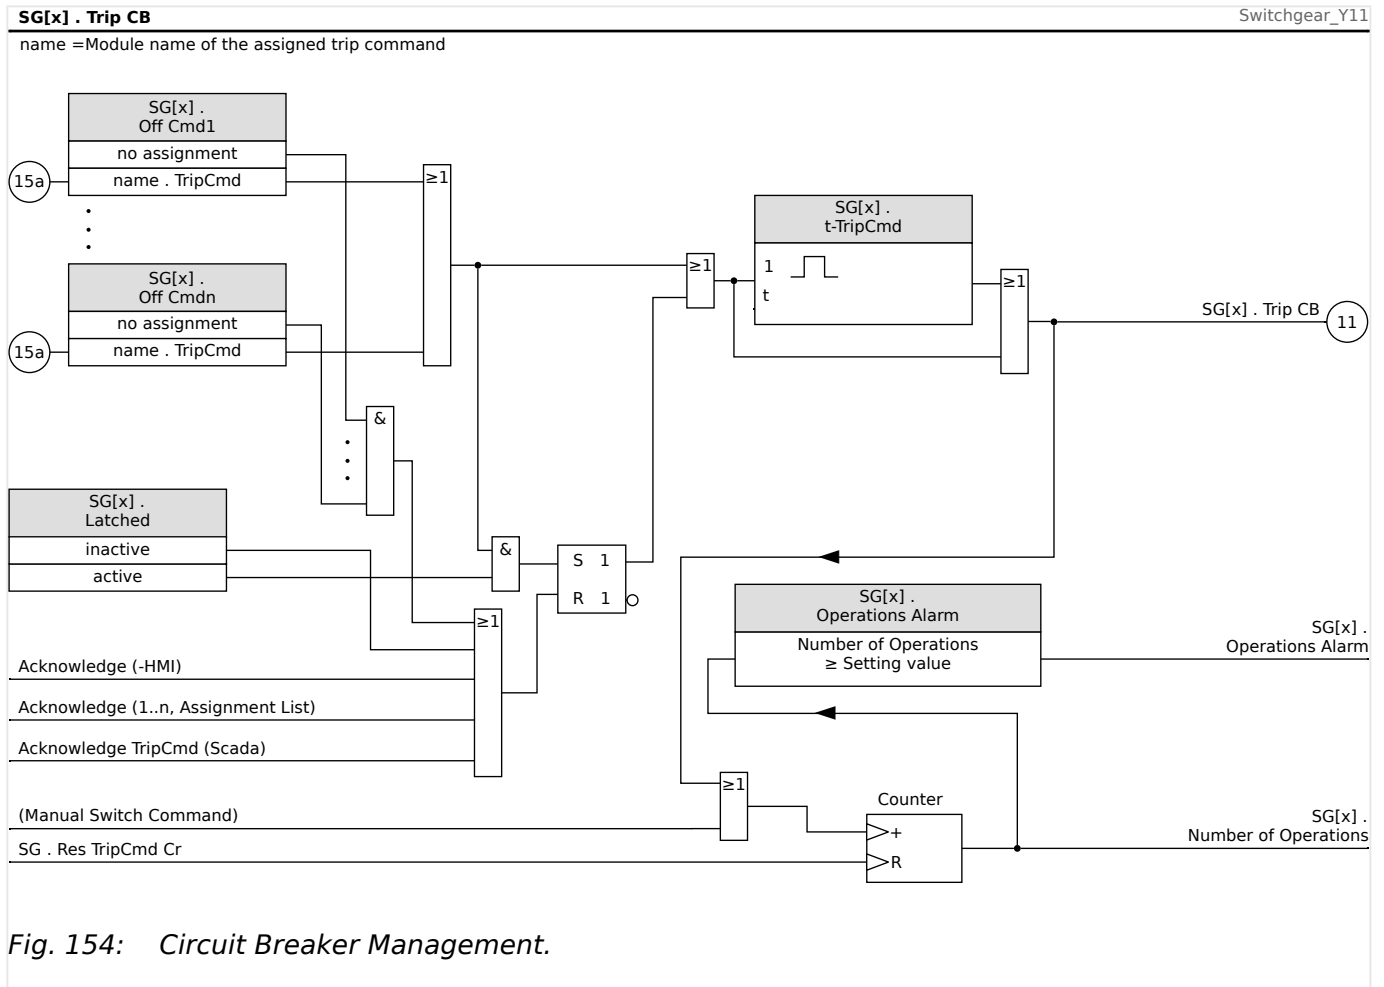 SG[x] . Trip CB
Switchgear_Y11
name =Module name of the assigned trip command
SG[x] .
Off Cmd1
no assignment
15a
name . TripCmd
≥1
SG[x] .
t-TripCmd
1
t
SG[x] .
Off Cmdn
no assignment
15a
name . TripCmd
≥1
≥1
SG[x] . Trip CB
11
&
SG[x] .
Latched
inactive
active
&
S 1
R 1
≥1
SG[x] .
Operations Alarm
Number of Operations
≥ Setting value
SG[x] .
Operations Alarm
Acknowledge (-HMI)
Acknowledge (1..n, Assignment List)
Acknowledge TripCmd (Scada)
≥1
(Manual Switch Command)
SG . Res TripCmd Cr
Counter
+
R
SG[x] .
Number of Operations
Fig. 154: Circuit Breaker Management.